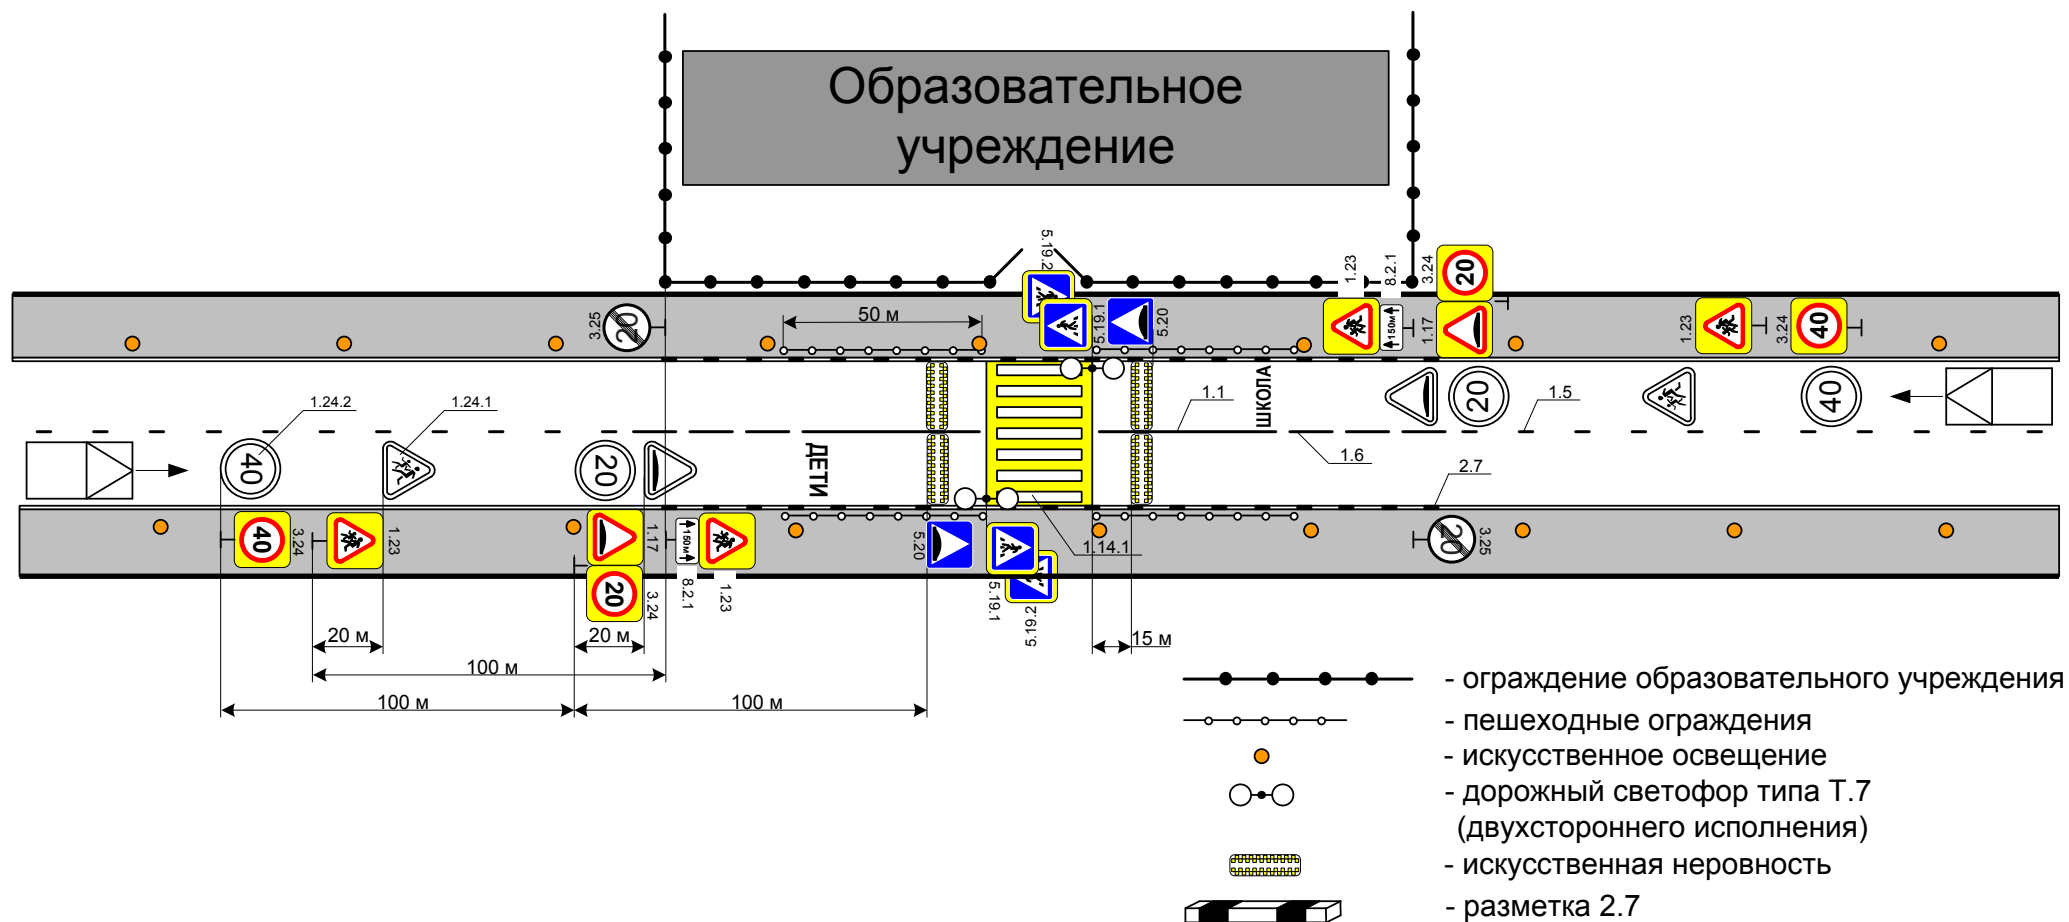 Образовательное
учреждение
5.19.2
1.23
8.2.1
3.24
20
3.25
20
50 м
5.19.1
5.20
150м
1.17
1.23
3.24
40
1.24.2
1.24.1
1.1
ШКОЛА
20
1.5
40
40
20
ДЕТИ
1.6
2.7
40
3.24
1.23
1.17
150м
8.2.1
1.23
5.20
1.14.1
20
3.25
20
3.24
5.19.1
5.19.2
20 м
20 м
15 м
100 м
100 м
100 м
- ограждение образовательного учреждения
- пешеходные ограждения
- искусственное освещение
- дорожный светофор типа Т.7
(двухстороннего исполнения)
- искусственная неровность
- разметка 2.7